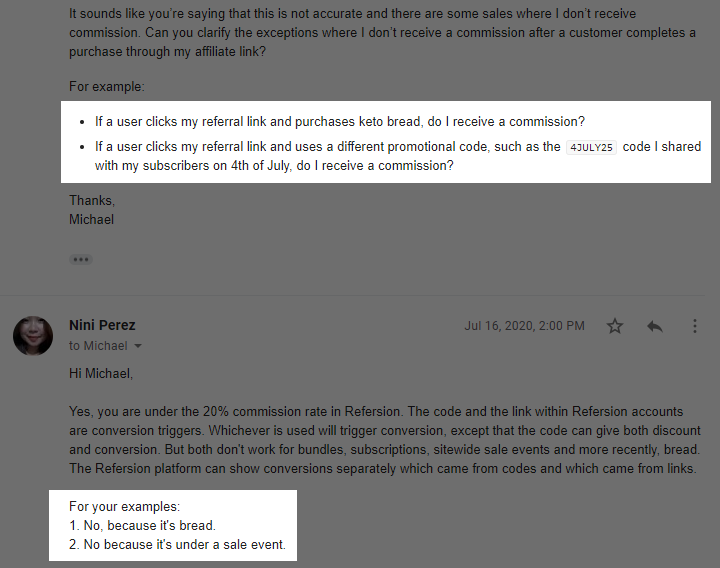 It sounds like you're saying that this is not accurate and there are some sales where I don't receive
commission. Can you clarify the exceptions where I don't receive a commission after a customer completes a
purchase through my affiliate link?
For example:
• If a user clicks my referral link and purchases keto bread, do I receive a commission?
• If a user clicks my referral link and uses a different promotional code, such as the 4JULY25 code I shared
with my subscribers on 4th of July, do I receive a commission?
Thanks,
Michael
Nini Perez
Jul 16, 2020, 2:00 PM
to Michael
Hi Michael,
Yes, you are under the 20% commission rate in Refersion. The code and the link within Refersion accounts
are conversion triggers. Whichever is used will trigger conversion, except that the code can give both discount
and conversion. But both don't work for bundles, subscriptions, sitewide sale events and more recently, bread.
The Refersion platform can show conversions separately which came from codes and which came from links.
For your examples:
1. No, because it's bread.
2. No because it's under a sale event.